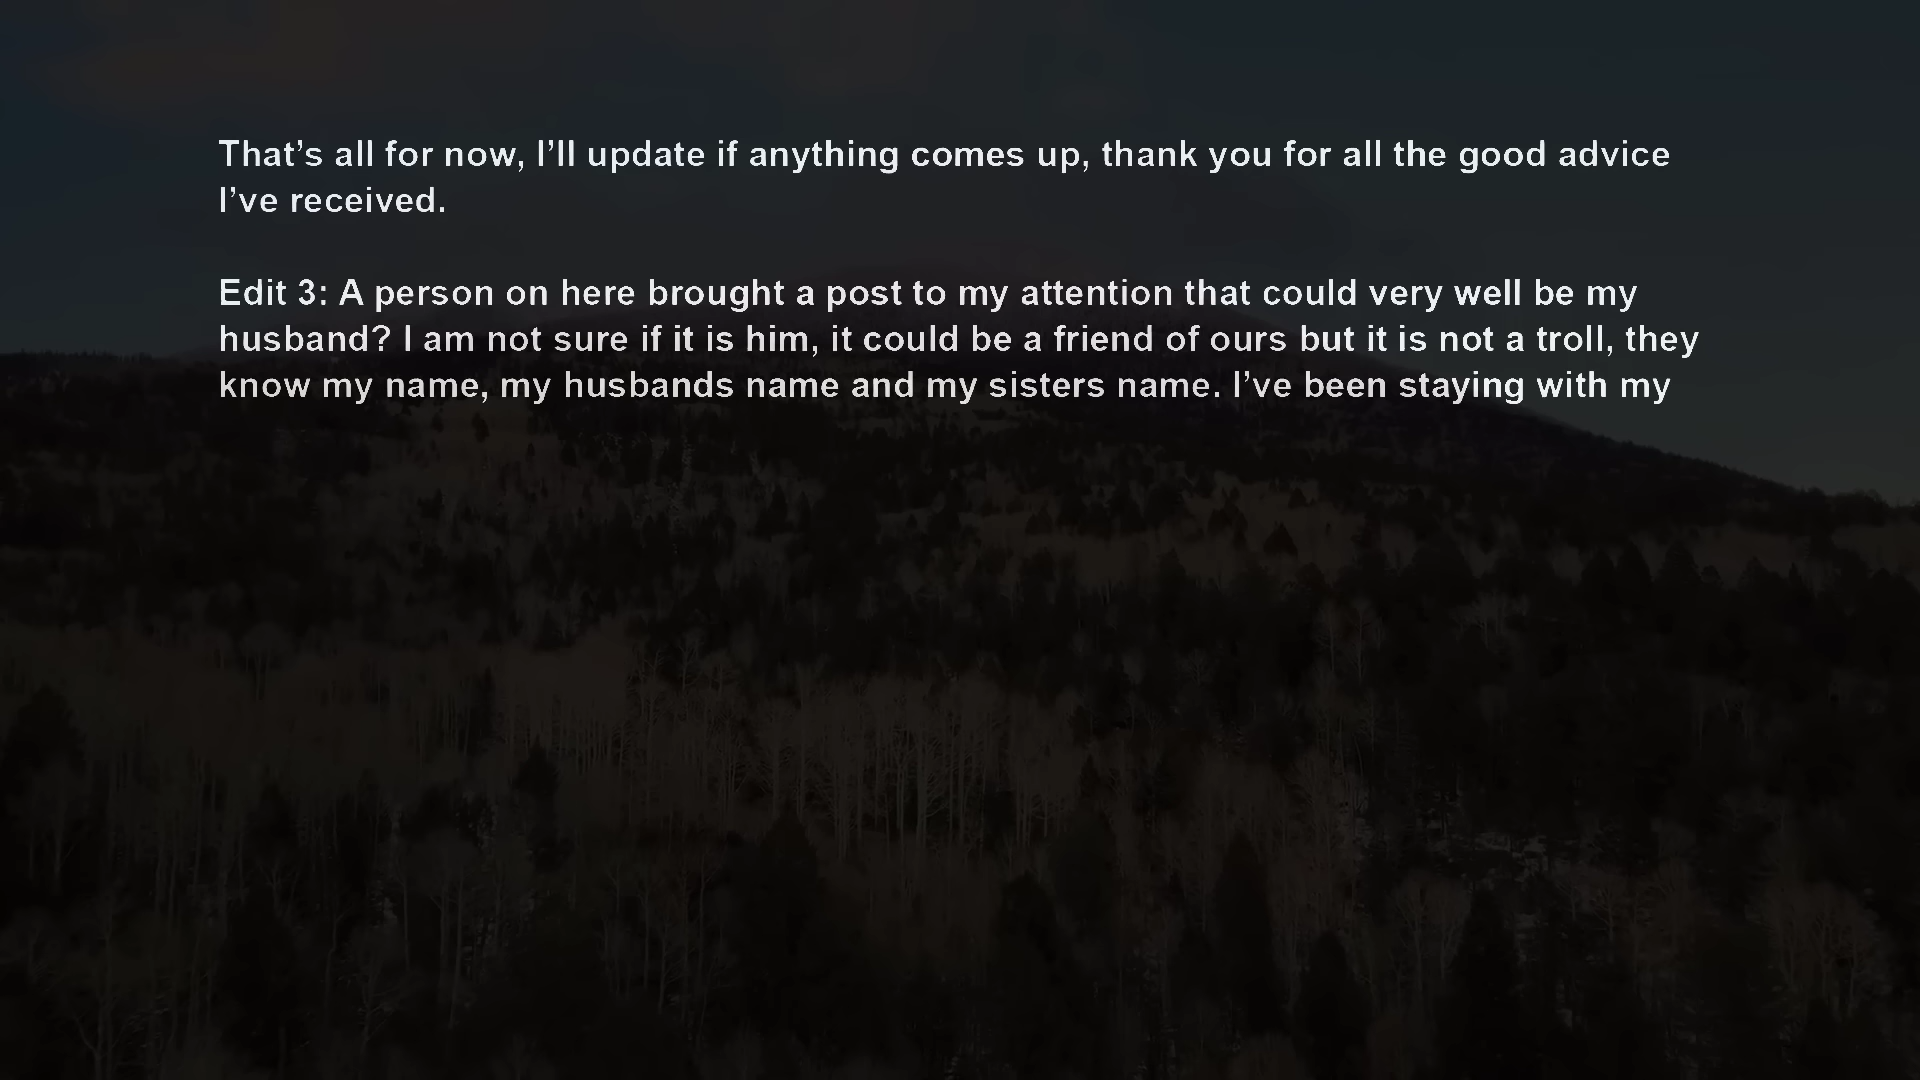 That’s all for now, I’ll update if anything comes up, thank you for all the good advice
I’ve received.
Edit 3: A person on here brought a post to my attention that could very well be my
husband? I am not sure if it is him, it could be a friend of ours but it is not a troll, they
know my name, my husbands name and my sisters name. I’ve been staying with my